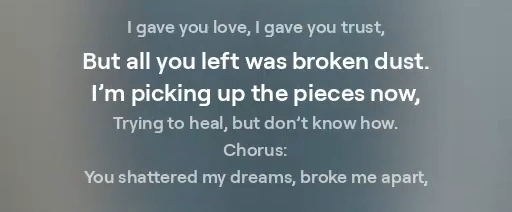 I gave you love, I gave you trust,
But all you left was broken dust.
I’m picking up the pieces now,
Trying to heal, but don’t know how.
Chorus:
You shattered my dreams, broke me apart,